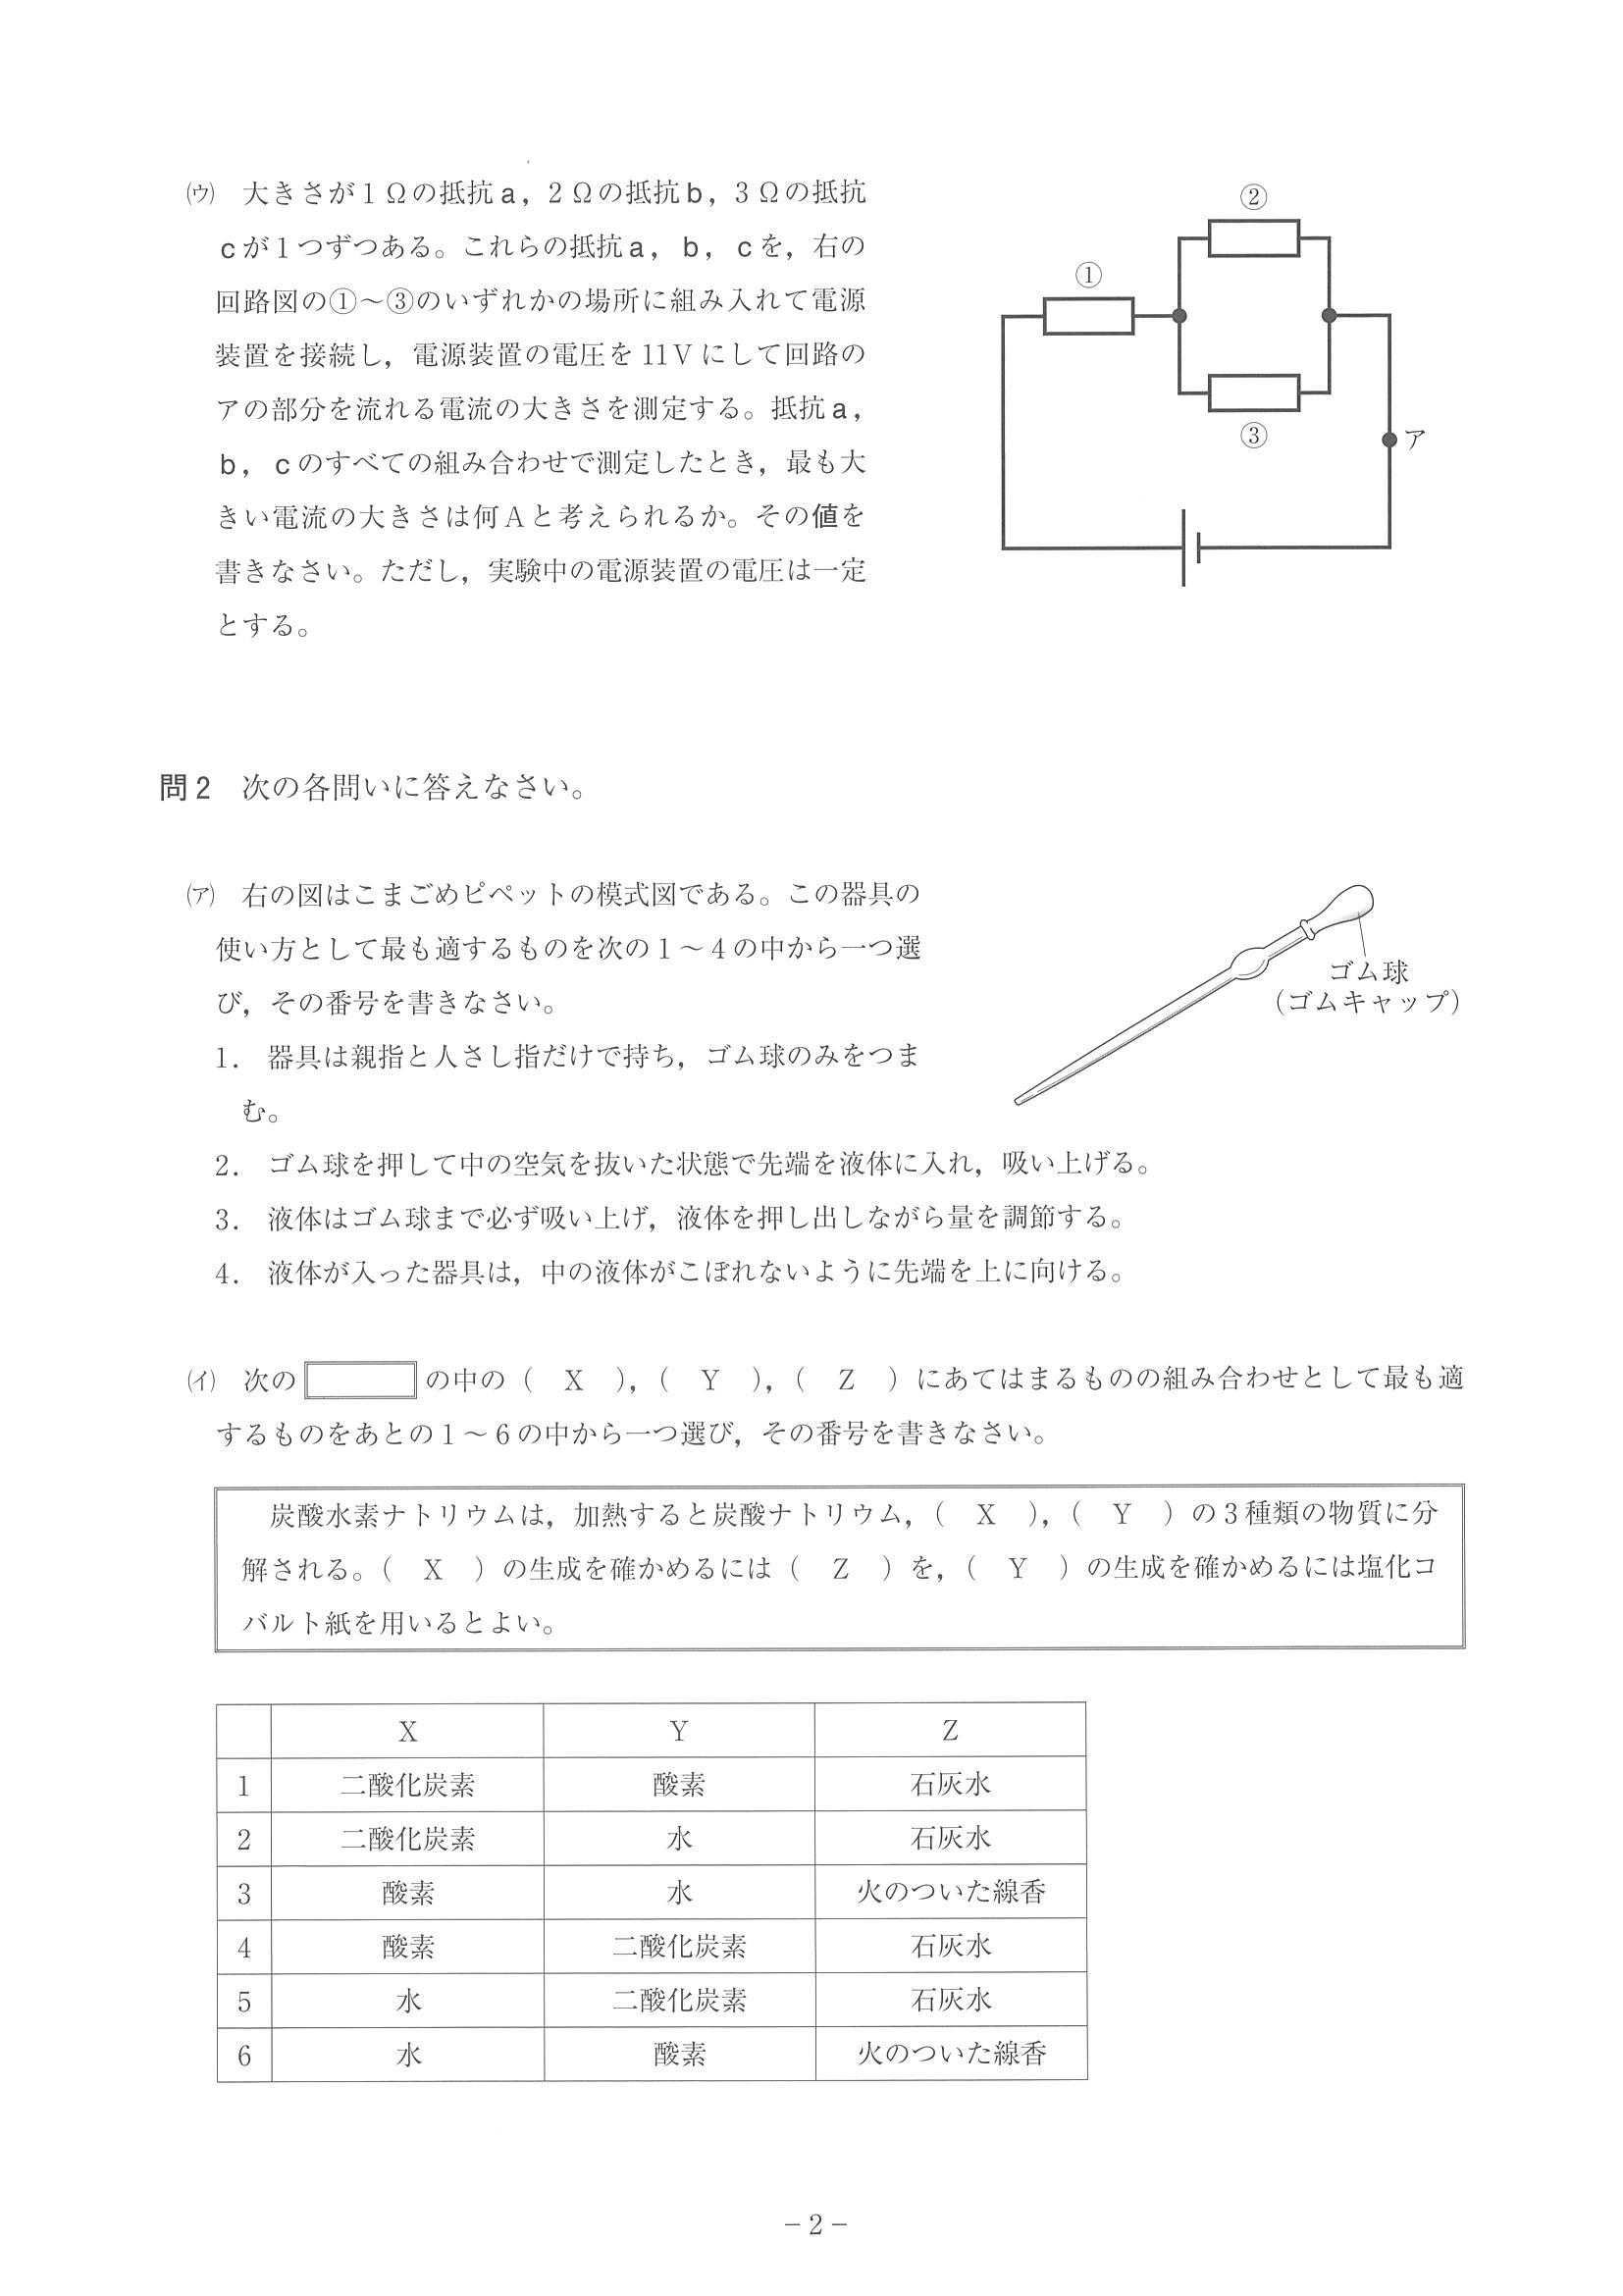 (ウ) 大きさが1Ωの抵抗a，2Ωの抵抗b，3Ωの抵抗
cが1つずつある。これらの抵抗a，b，cを，右の
回路図の①～③のいずれかの場所に組み入れて電源
装置を接続し，電源装置の電圧を11Vにして回路の
アの部分を流れる電流の大きさを測定する。抵抗a，
b，cのすべての組み合わせで測定したとき，最も大
きい電流の大きさは何Aと考えられるか。その値を
書きなさい。ただし，実験中の電源装置の電圧は一定
とする。
②
①
③
ア
問2 次の各問いに答えなさい。
(ア) 右の図はこまごめピペットの模式図である。この器具の
使い方として最も適するものを次の1～4の中から一つ選
び，その番号を書きなさい。
1. 器具は親指と人さし指だけで持ち，ゴム球のみをつま
む。
2. ゴム球を押して中の空気を抜いた状態で先端を液体に入れ，吸い上げる。
3. 液体はゴム球まで必ず吸い上げ，液体を押し出しながら量を調節する。
4. 液体が入った器具は，中の液体がこぼれないように先端を上に向ける。
ゴム球
(ゴムキャップ)
(イ) 次の の中の（ X ），（ Y ），（ Z ）にあてはまるものの組み合わせとして最も適
するものをあとの1～6の中から一つ選び，その番号を書きなさい。
炭酸水素ナトリウムは，加熱すると炭酸ナトリウム，（ X ），（ Y ）の3種類の物質に分
解される。（ X ）の生成を確かめるには（ Z ）を，（ Y ）の生成を確かめるには塩化コ
バルト紙を用いるとよい。
X Y Z
1 二酸化炭素 酸素 石灰水
2 二酸化炭素 水 石灰水
3 酸素 水 火のついた線香
4 酸素 二酸化炭素 石灰水
5 水 二酸化炭素 石灰水
6 水 酸素 火のついた線香
－2－